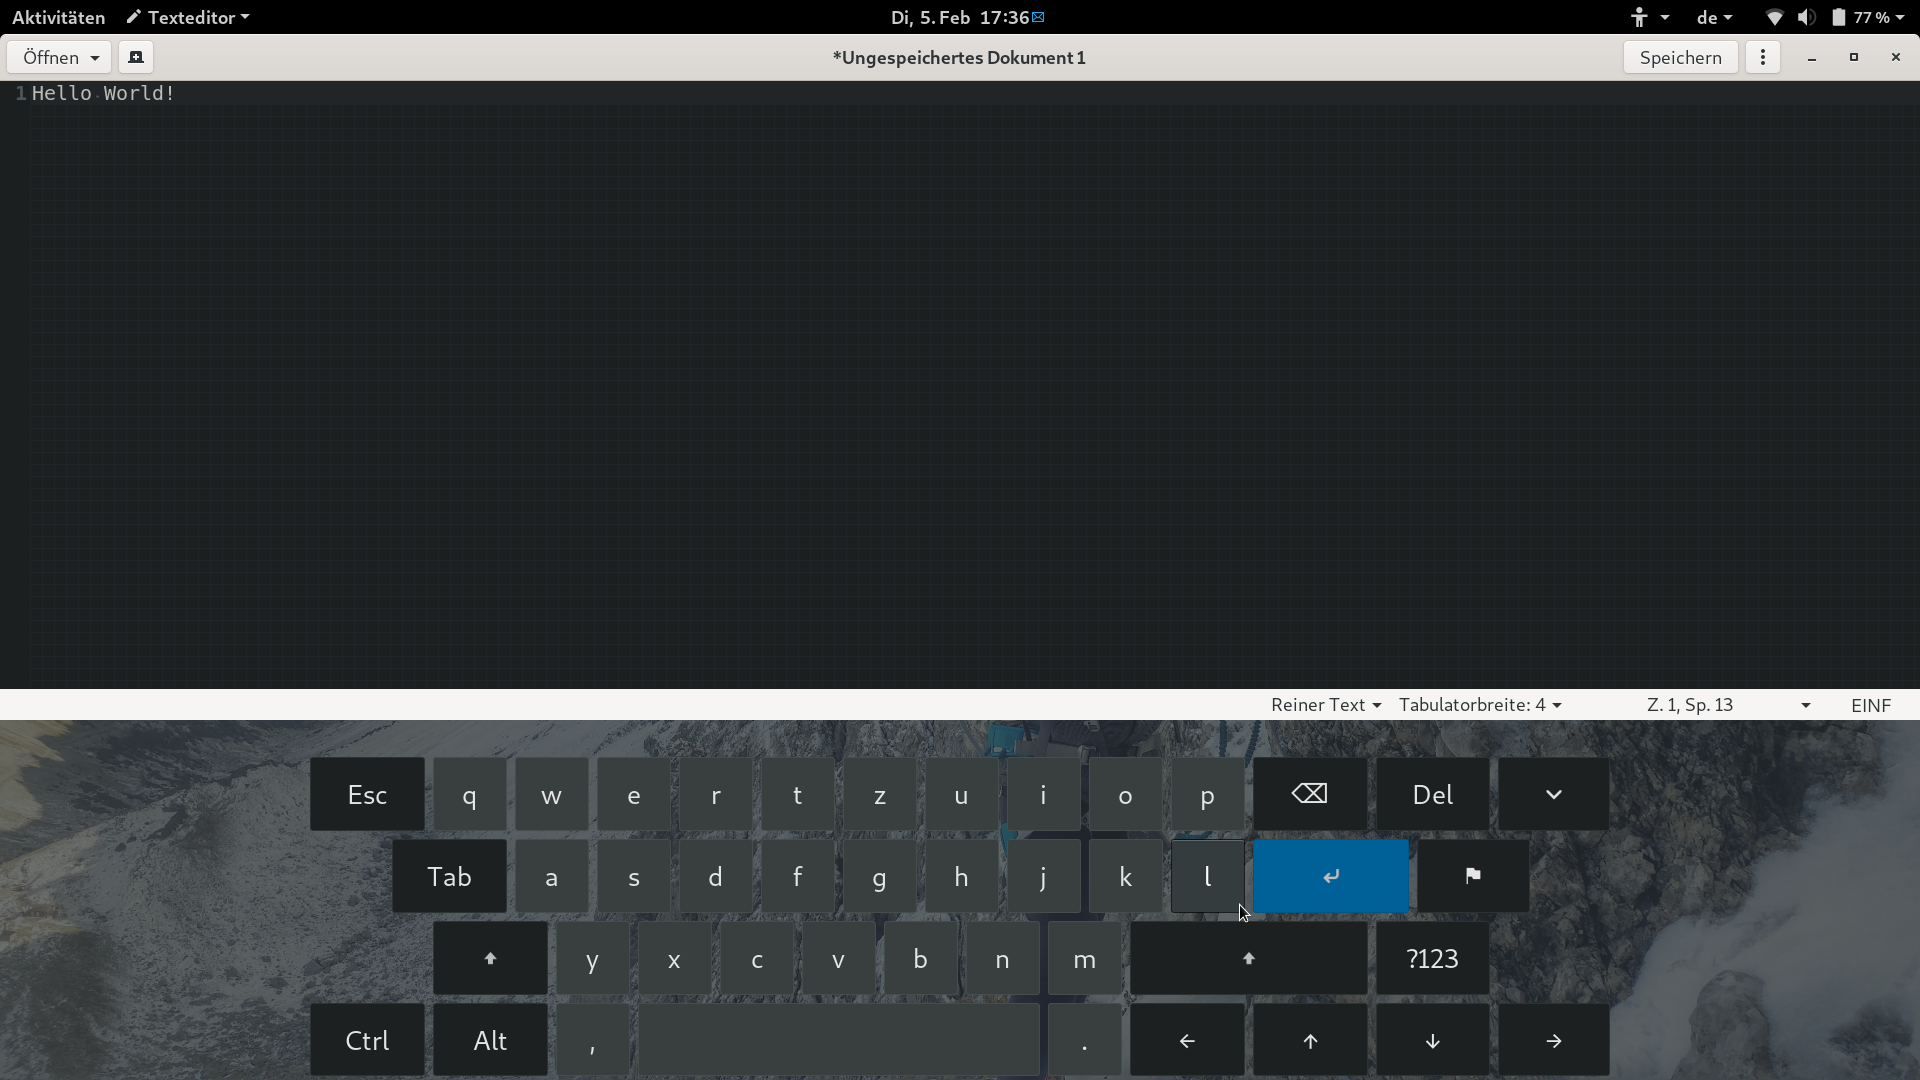 Aktivitäten Texteditor Di, 5. Feb 17:36 de 77 %
Öffnen *Ungespeichertes Dokument 1 Speichern
1 Hello World!
Reiner Text Tabulatorbreite: 4 Z. 1, Sp. 13 EINF
Esc q w e r t z u i o p Del
Tab a s d f g h j k l
y x c v b n m ?123
Ctrl Alt , .